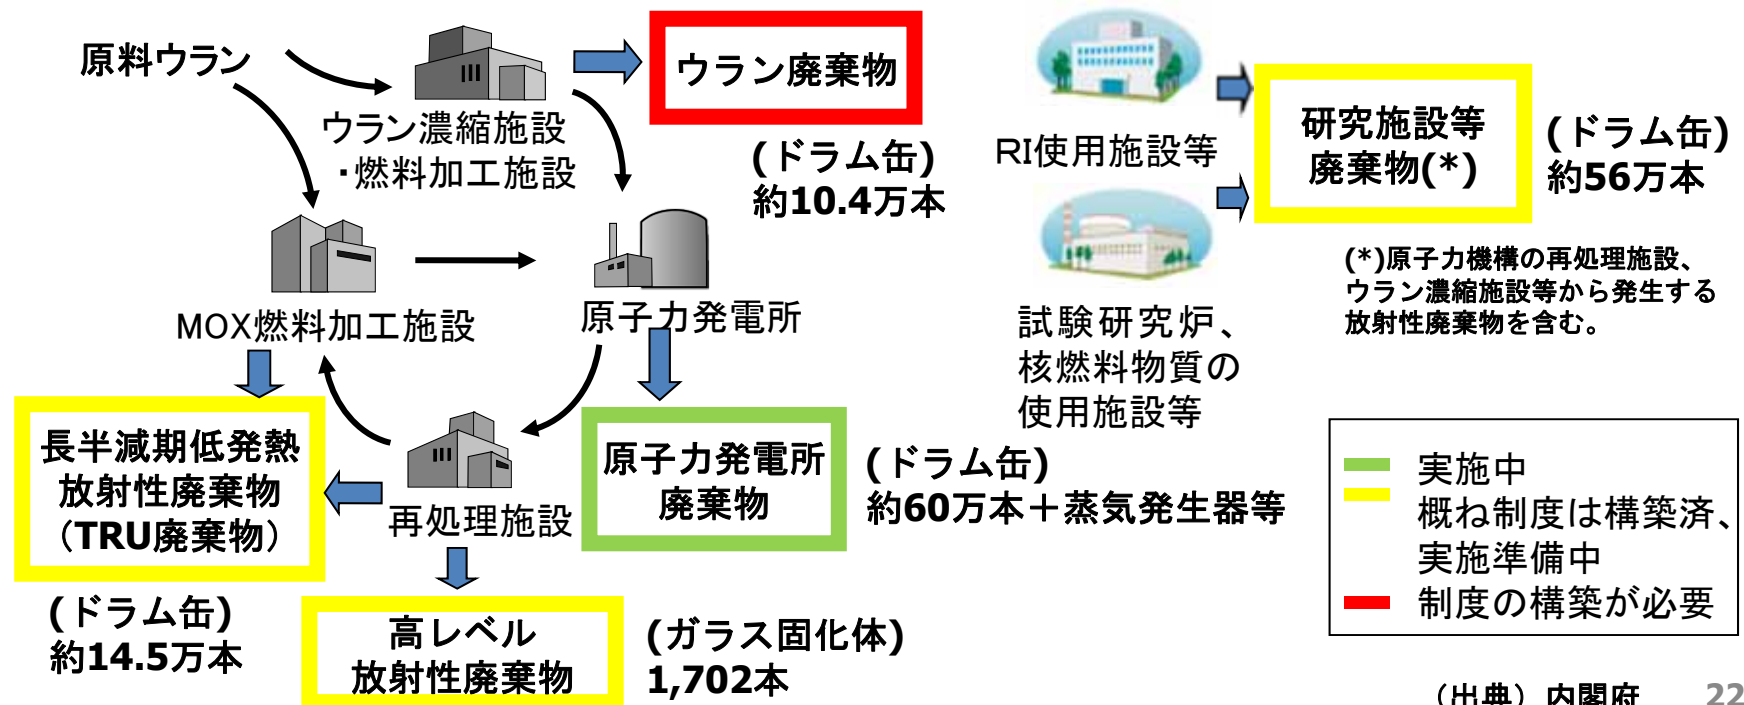 原料ウラン
ウラン濃縮施設
・燃料加工施設
ウラン廃棄物
(ドラム缶)
約10.4万本
MOX燃料加工施設
原子力発電所
長半減期低発熱
放射性廃棄物
（TRU廃棄物）
(ドラム缶)
約14.5万本
再処理施設
原子力発電所
廃棄物
(ドラム缶)
約60万本＋蒸気発生器等
高レベル
放射性廃棄物
(ガラス固化体)
1,702本
RI使用施設等
試験研究炉、
核燃料物質の
使用施設等
研究施設等
廃棄物(*)
(ドラム缶)
約56万本
(*)原子力機構の再処理施設、
ウラン濃縮施設等から発生する
放射性廃棄物を含む。
実施中
概ね制度は構築済、
実施準備中
制度の構築が必要
（出典）内閣府
22